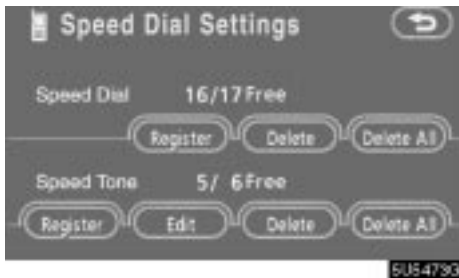 Speed Dial Settings
Speed Dial 16/17 Free
Register Delete Delete All
Speed Tone 5/ 6 Free
Register Edit Delete Delete All
5U5473G